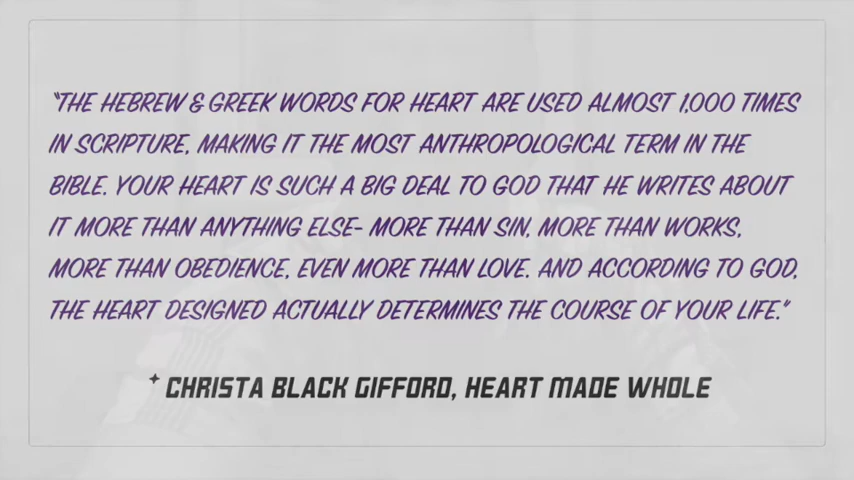 "THE HEBREW & GREEK WORDS FOR HEART ARE USED ALMOST 1,000 TIMES
IN SCRIPTURE, MAKING IT THE MOST ANTHROPOLOGICAL TERM IN THE
BIBLE. YOUR HEART IS SUCH A BIG DEAL TO GOD THAT HE WRITES ABOUT
IT MORE THAN ANYTHING ELSE- MORE THAN SIN, MORE THAN WORKS,
MORE THAN OBEDIENCE, EVEN MORE THAN LOVE. AND ACCORDING TO GOD,
THE HEART DESIGNED ACTUALLY DETERMINES THE COURSE OF YOUR LIFE."
+ CHRISTA BLACK GIFFORD, HEART MADE WHOLE